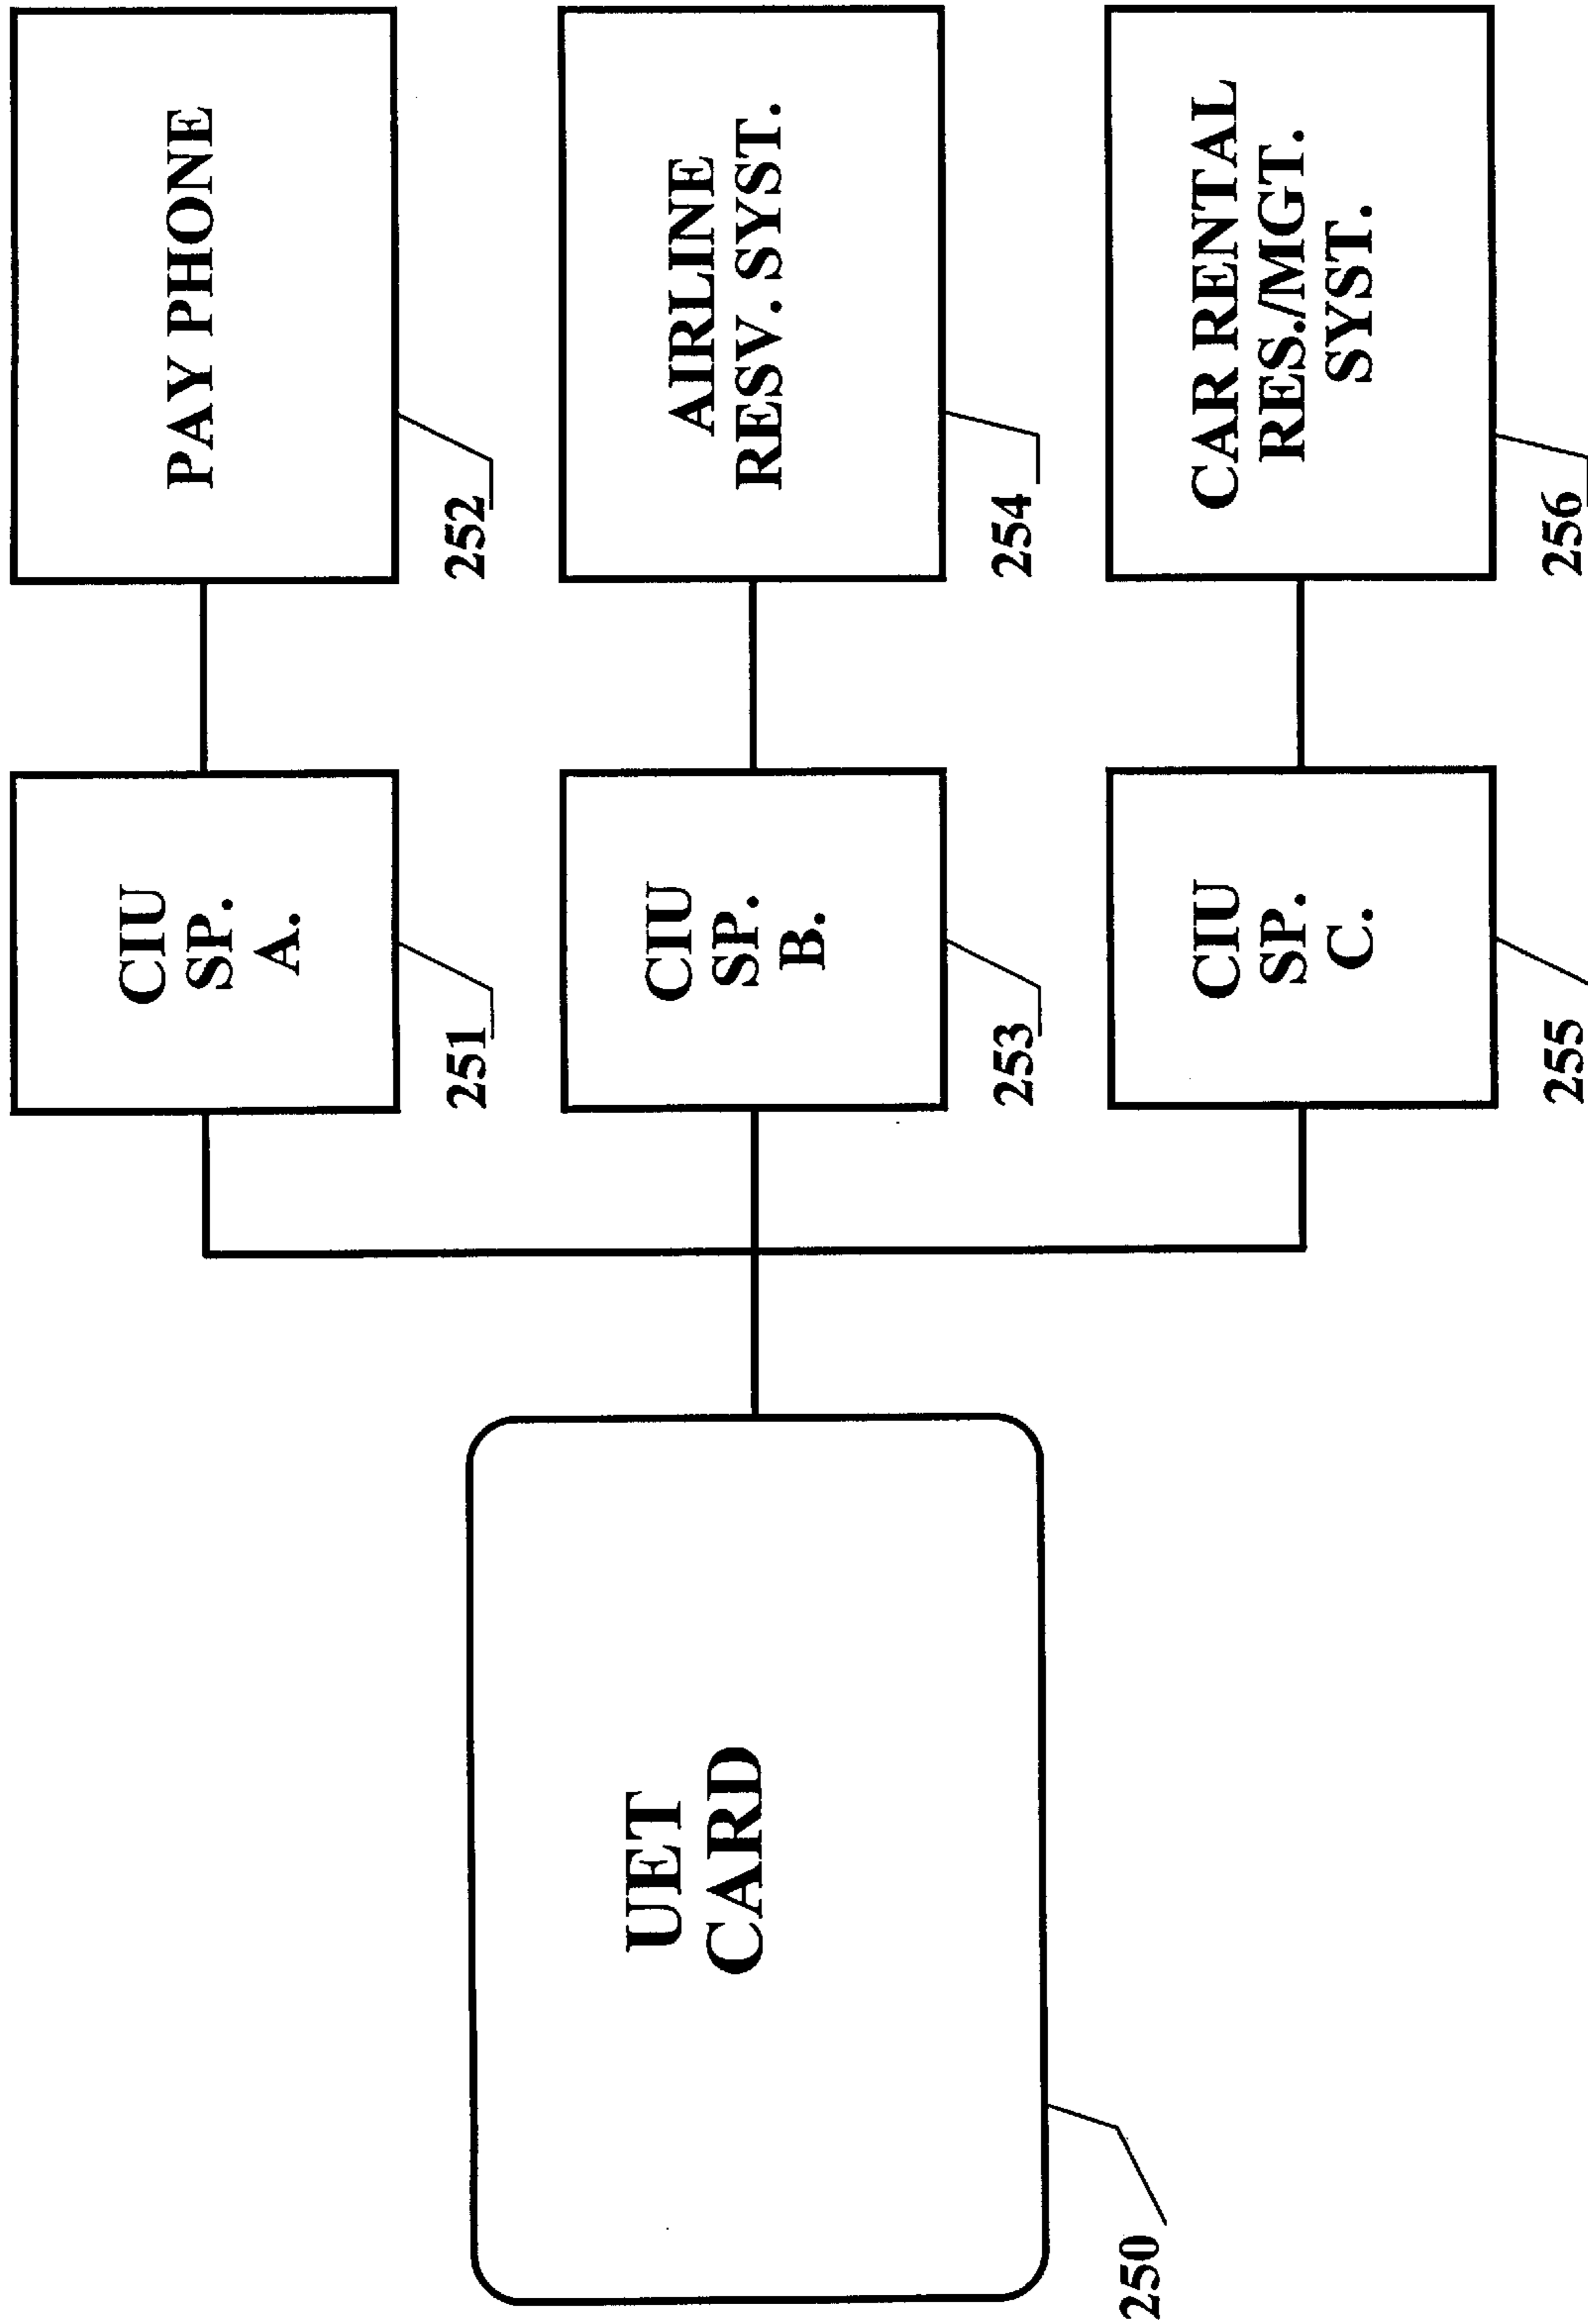 UET
CARD
250
CIU
SP.
A.
251
PAY PHONE
252
CIU
SP.
B.
253
AIRLINE
RESV. SYST.
254
CIU
SP.
C.
255
CAR RENTAL
RES./MGT.
SYST.
256